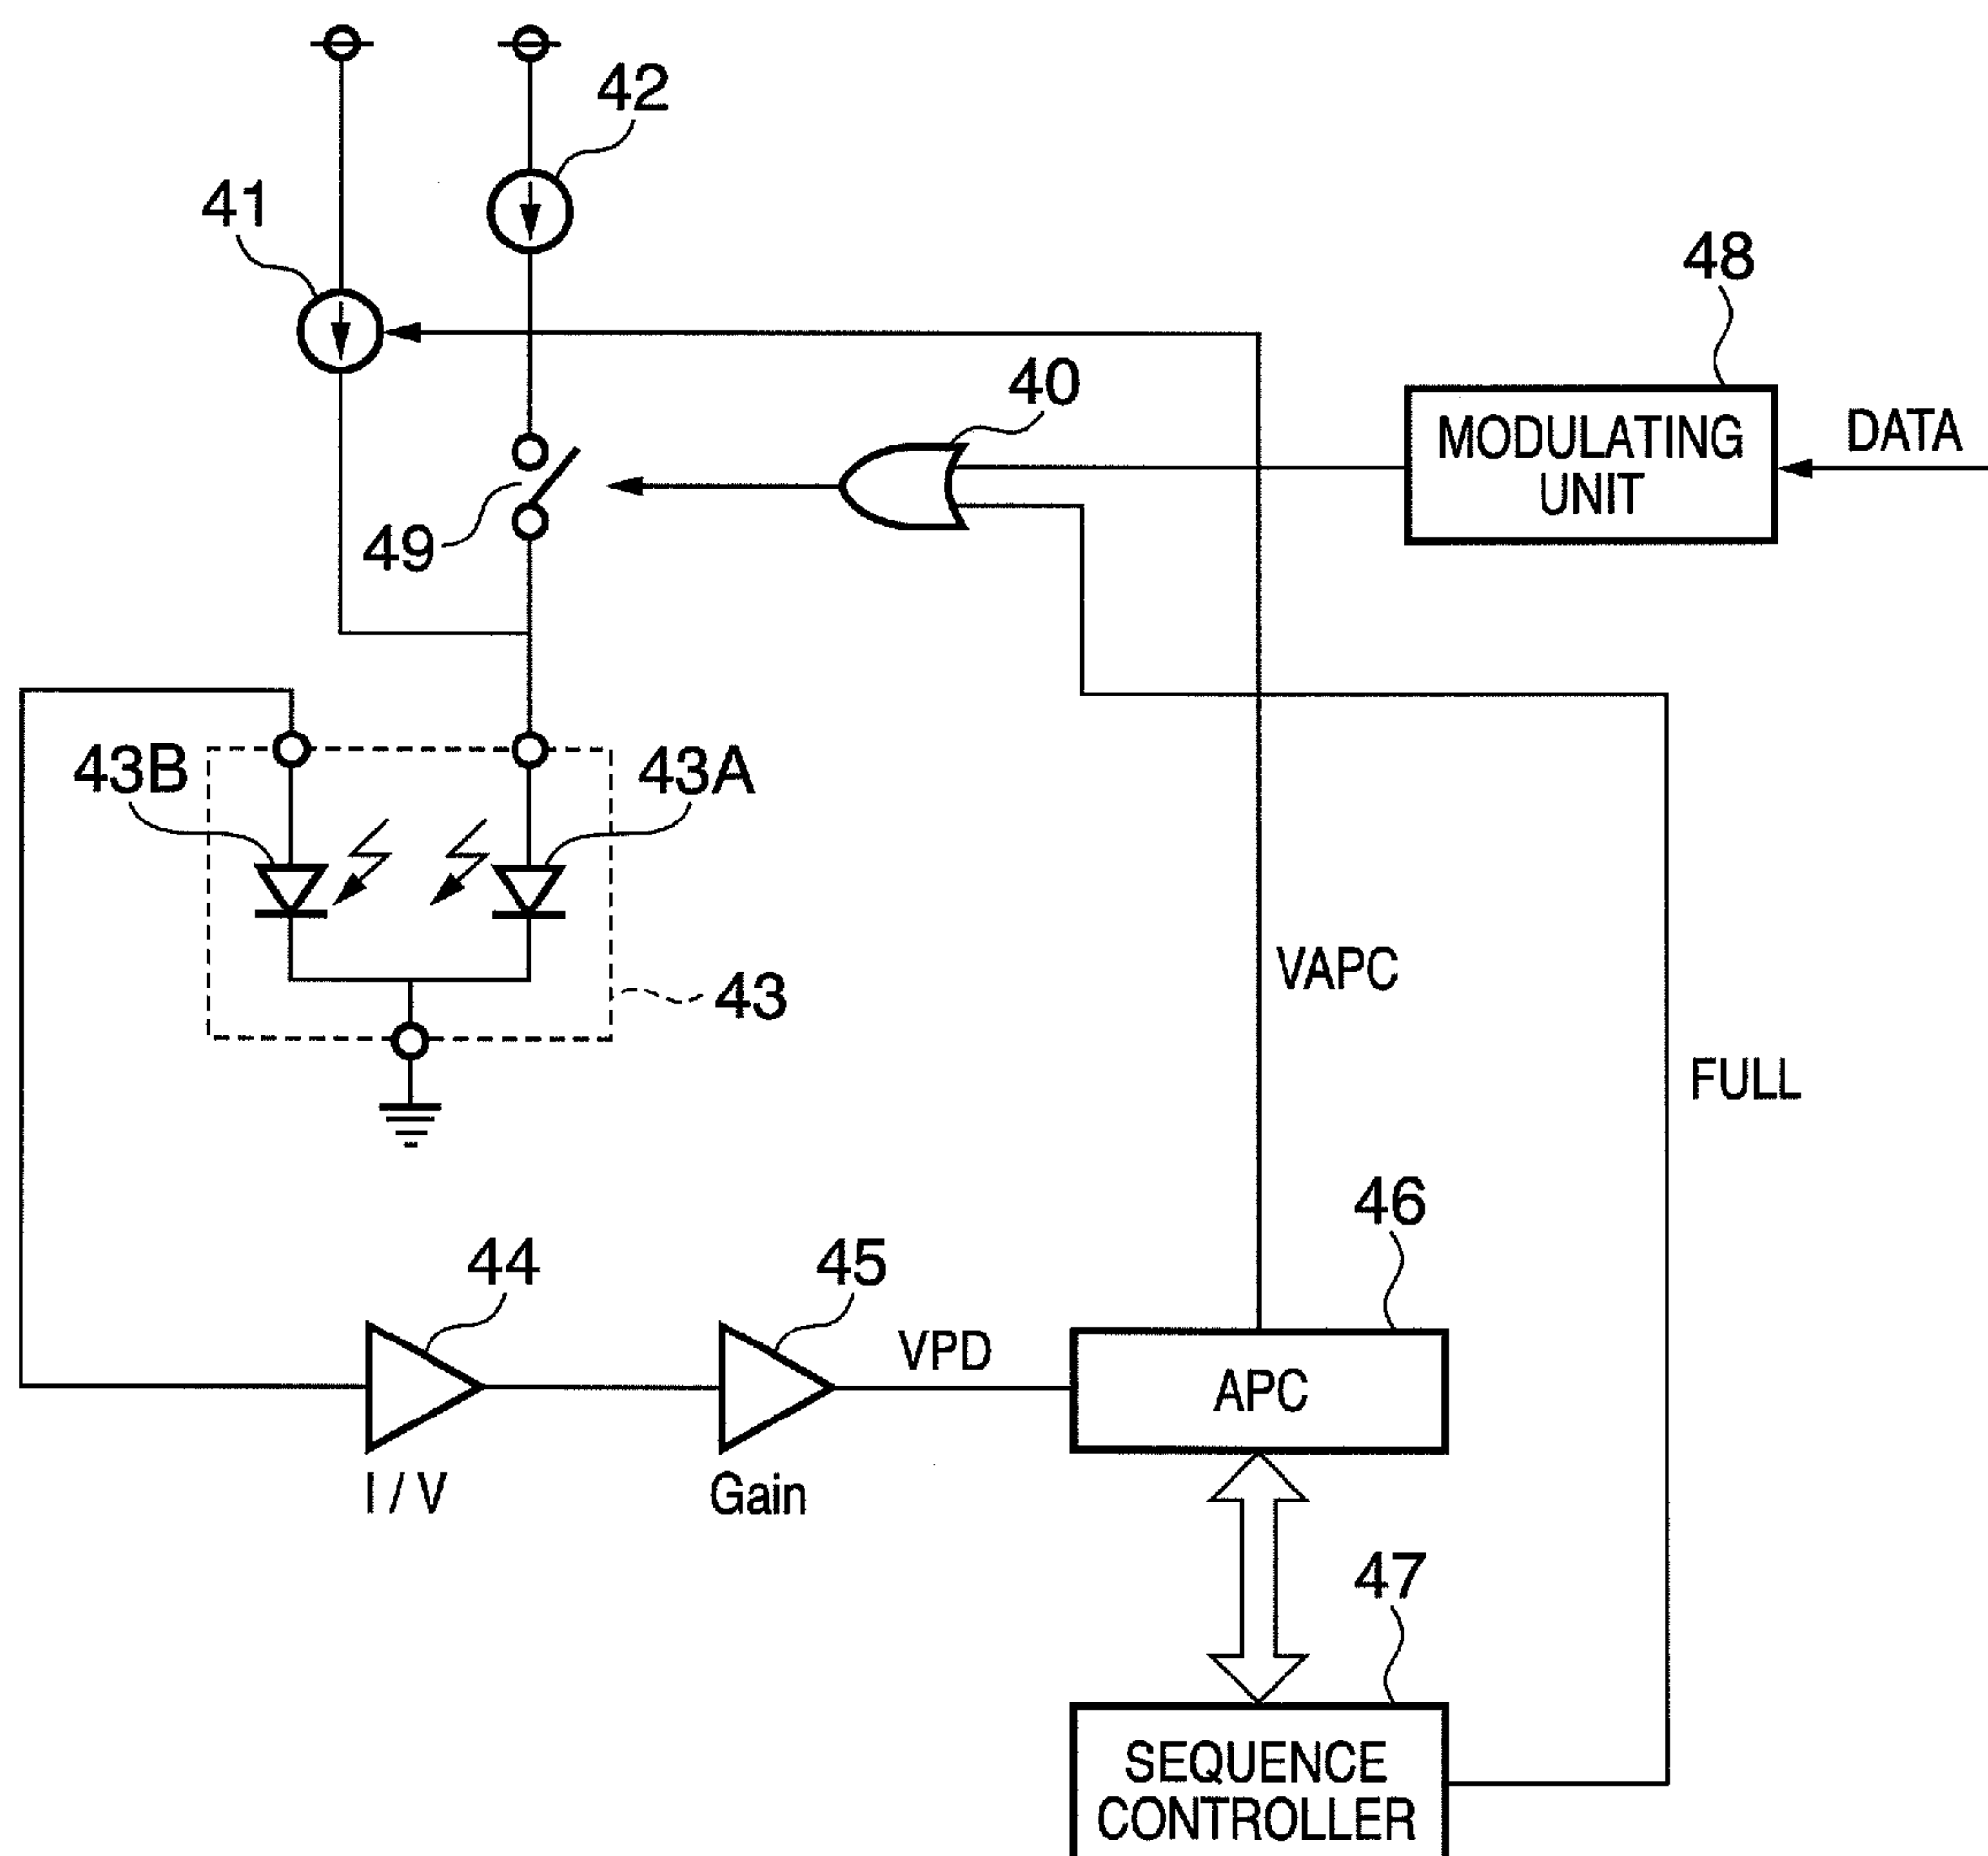 42
41
48
40
MODULATING
UNIT
DATA
49
43B
43A
VAPC
43
FULL
46
44
45
VPD
APC
I / V
Gain
47
SEQUENCE
CONTROLLER